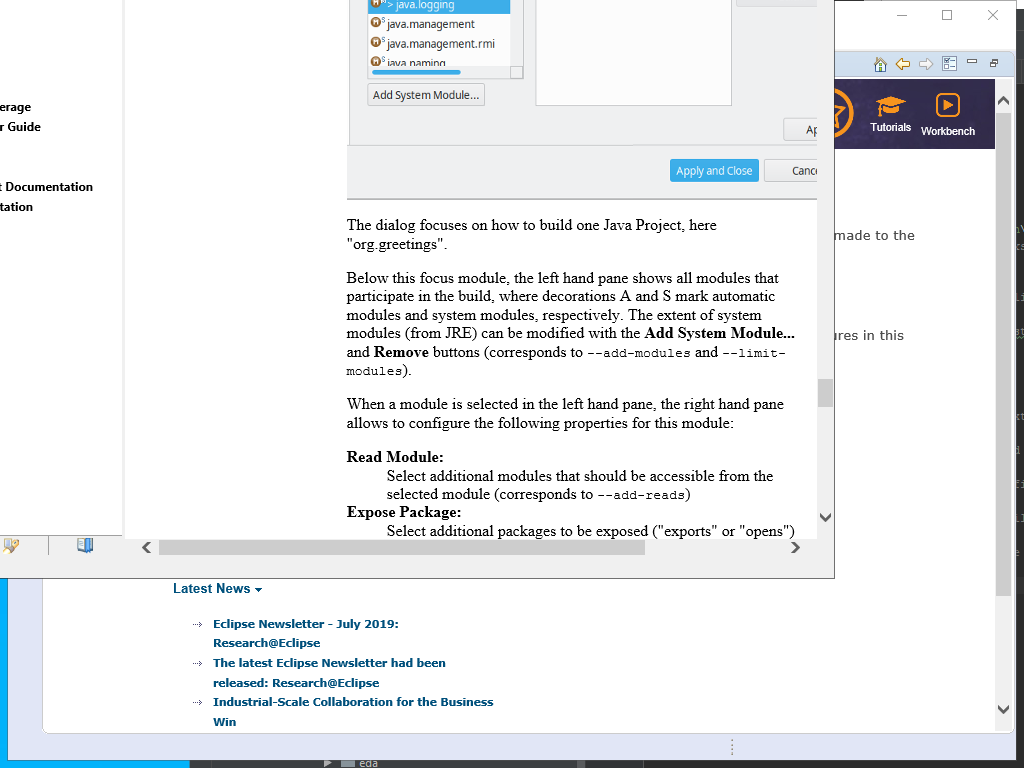 > java.logging
java.management
java.management.rmi
java.naming
Add System Module...
Apply and Close
erage
r Guide
t Documentation
tation
Tutorials
Workbench
The dialog focuses on how to build one Java Project, here
"org.greetings".
Below this focus module, the left hand pane shows all modules that
participate in the build, where decorations A and S mark automatic
modules and system modules, respectively. The extent of system
modules (from JRE) can be modified with the Add System Module...
and Remove buttons (corresponds to --add-modules and --limit-
modules).
When a module is selected in the left hand pane, the right hand pane
allows to configure the following properties for this module:
Read Module:
Select additional modules that should be accessible from the
selected module (corresponds to --add-reads)
Expose Package:
Select additional packages to be exposed ("exports" or "opens")
made to the
ures in this
Latest News
Eclipse Newsletter - July 2019:
Research@Eclipse
The latest Eclipse Newsletter had been
released: Research@Eclipse
Industrial-Scale Collaboration for the Business
Win
eda